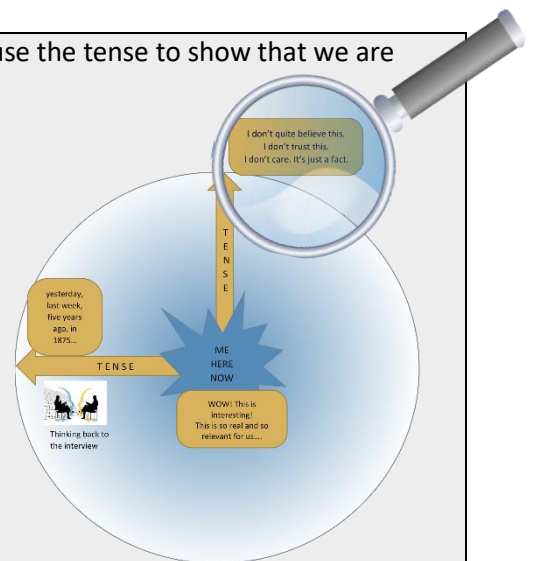 use the tense to show that we are
I don't quite believe this.
I don't trust this.
I don't care. It's just a fact.
T
E
N
S
E
yesterday,
last week,
five years
ago, in
1875...
TENSE
ME
HERE
NOW
WOW! This is
interesting!
This is so real and so
relevant for us....
Thinking back to
the interview